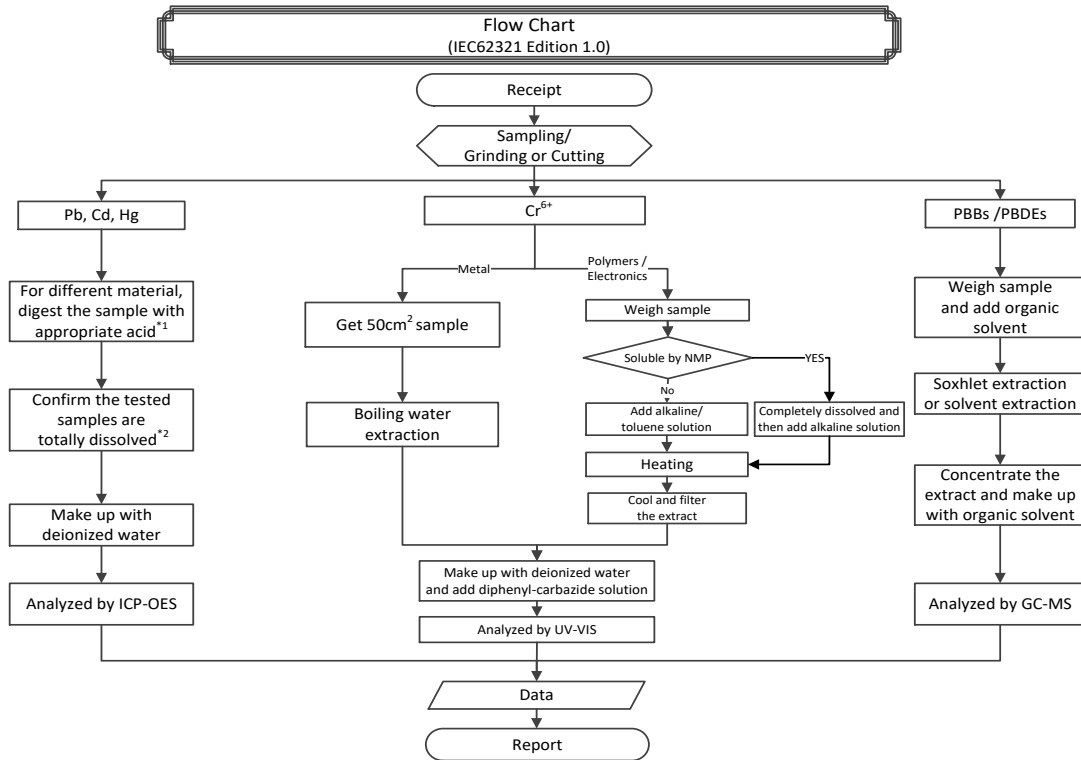 Flow Chart
(IEC62321 Edition 1.0)
Receipt
Sampling/
Grinding or Cutting
Pb, Cd, Hg
Cr6+
PBBs /PBDEs
Metal
Polymers /
Electronics
For different material,
digest the sample with
appropriate acid*1
Get 50cm2 sample
Weigh sample
Weigh sample
and add organic
solvent
Soluble by NMP
YES
No
Confirm the tested
samples are
totally dissolved*2
Boiling water
extraction
Add alkaline/
toluene solution
Completely dissolved and
then add alkaline solution
Soxhlet extraction
or solvent extraction
Heating
Cool and filter
the extract
Make up with
deionized water
Concentrate the
extract and make up
with organic solvent
Make up with deionized water
and add diphenyl-carbazide solution
Analyzed by ICP-OES
Analyzed by UV-VIS
Analyzed by GC-MS
Data
Report